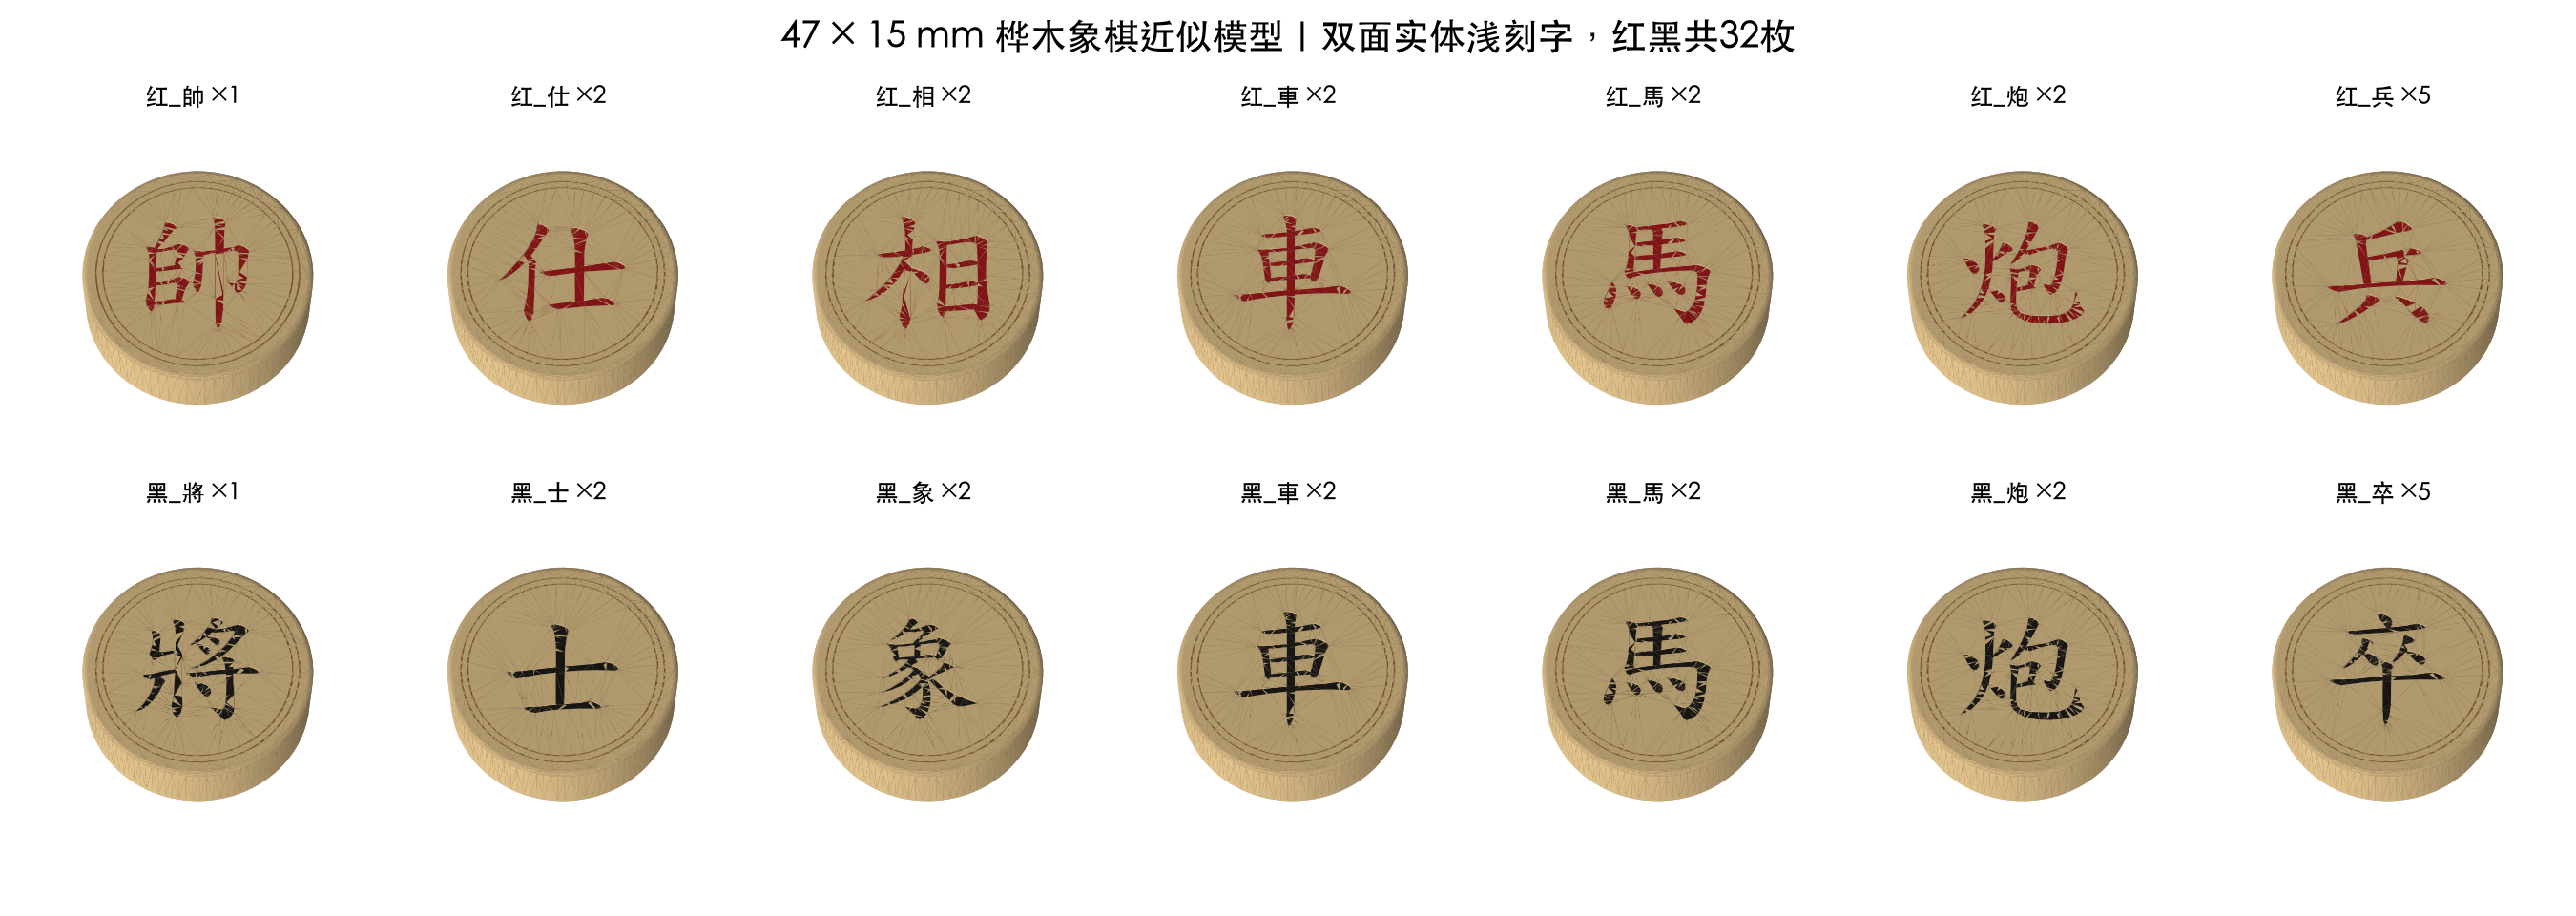 47 × 15 mm 桦木象棋近似模型 | 双面实体浅刻字，红黑共32枚
红_帥 ×1
红_仕 ×2
红_相 ×2
红_車 ×2
红_馬 ×2
红_炮 ×2
红_兵 ×5
帥
仕
相
車
馬
炮
兵
黑_將 ×1
黑_士 ×2
黑_象 ×2
黑_車 ×2
黑_馬 ×2
黑_炮 ×2
黑_卒 ×5
將
士
象
車
馬
炮
卒